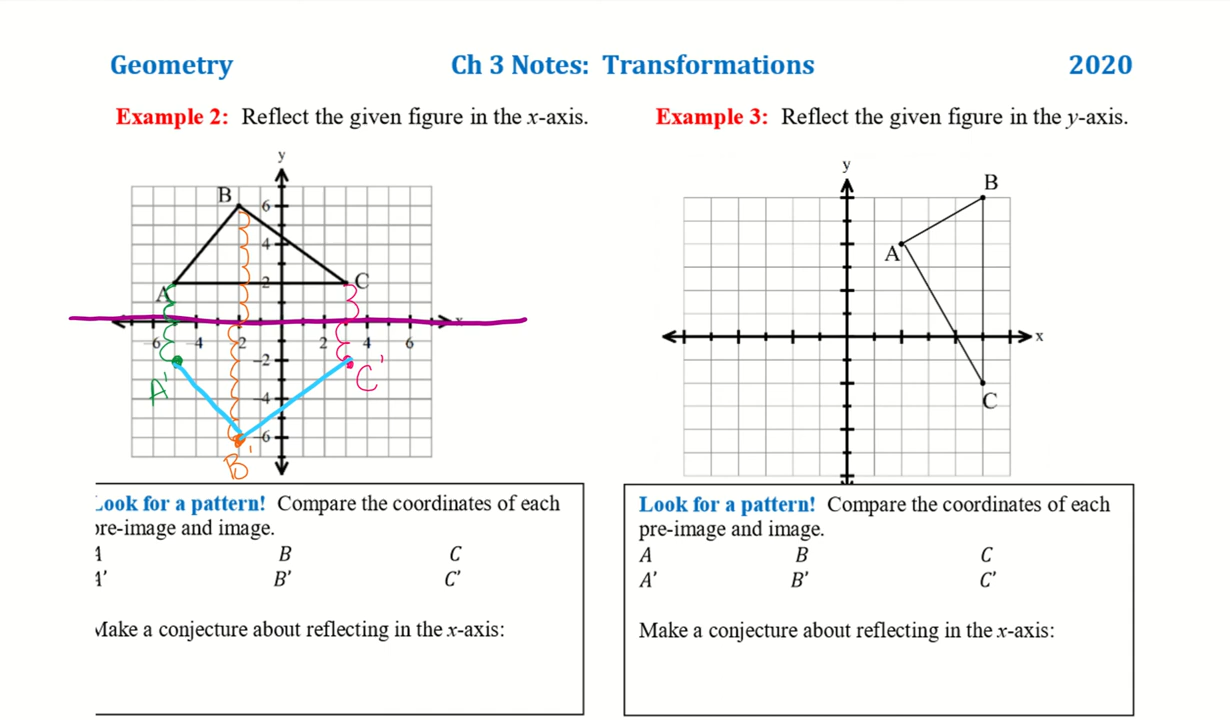 Geometry Ch 3 Notes: Transformations 2020
Example 2: Reflect the given figure in the x-axis.
y
B
6
4
2
A
C
x
6 -4 -2 2 4 6
-2
-4
-6
A'
B'
C'
Look for a pattern! Compare the coordinates of each
pre-image and image.
A B C
A' B' C'
Make a conjecture about reflecting in the x-axis:
Example 3: Reflect the given figure in the y-axis.
y
B
A
x
C
Look for a pattern! Compare the coordinates of each
pre-image and image.
A B C
A' B' C'
Make a conjecture about reflecting in the x-axis: